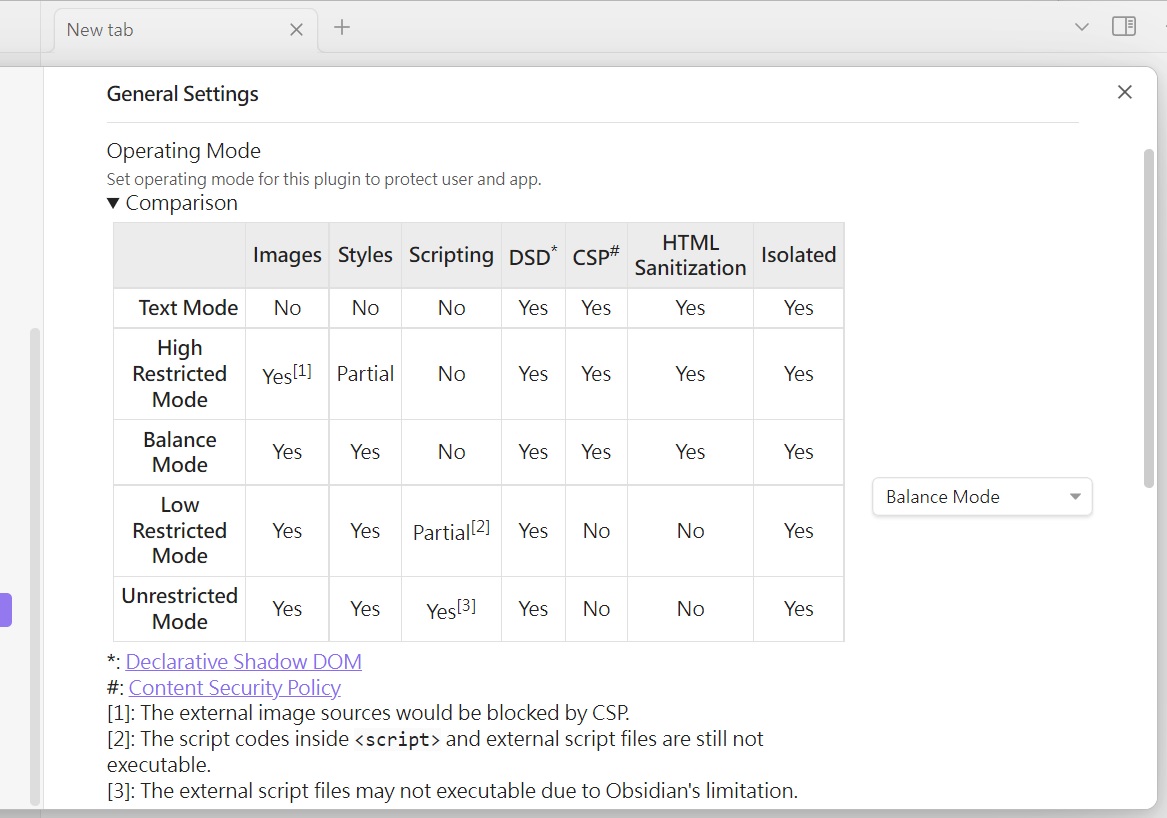 New tab
General Settings
Operating Mode
Set operating mode for this plugin to protect user and app.
▼ Comparison
Images Styles Scripting DSD* CSP# HTML Sanitization Isolated
Text Mode No No No Yes Yes Yes Yes
High Restricted Mode Yes[1] Partial No Yes Yes Yes Yes
Balance Mode Yes Yes No Yes Yes Yes Yes
Low Restricted Mode Yes Yes Partial[2] Yes No No Yes
Unrestricted Mode Yes Yes Yes[3] Yes No No Yes
Balance Mode
*: Declarative Shadow DOM
#: Content Security Policy
[1]: The external image sources would be blocked by CSP.
[2]: The script codes inside <script> and external script files are still not
executable.
[3]: The external script files may not executable due to Obsidian's limitation.